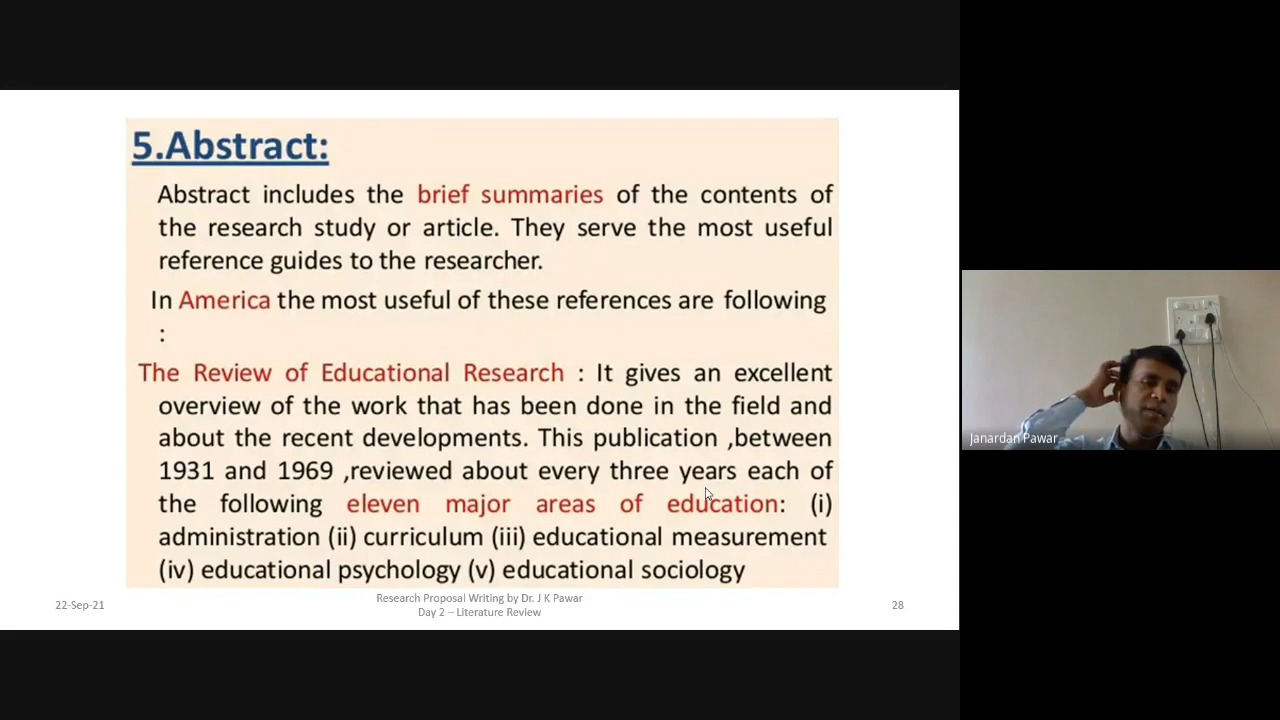 5.Abstract:
Abstract includes the brief summaries of the contents of
the research study or article. They serve the most useful
reference guides to the researcher.
In America the most useful of these references are following
:
The Review of Educational Research : It gives an excellent
overview of the work that has been done in the field and
about the recent developments. This publication ,between
1931 and 1969 ,reviewed about every three years each of
the following eleven major areas of education: (i)
administration (ii) curriculum (iii) educational measurement
(iv) educational psychology (v) educational sociology
22-Sep-21
Research Proposal Writing by Dr. J K Pawar
Day 2 – Literature Review
28
Janardan Pawar